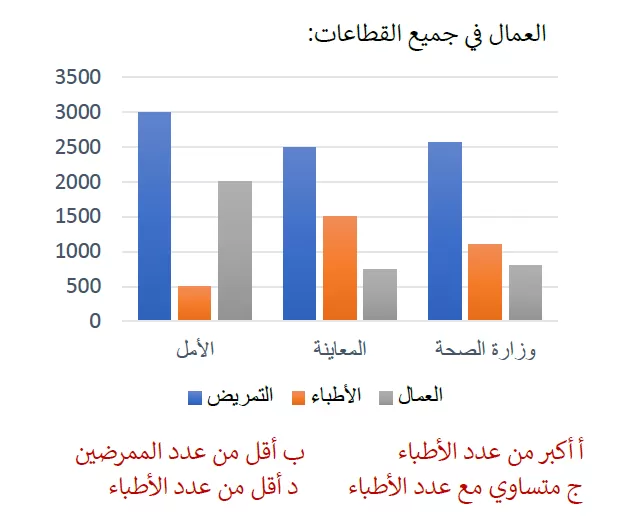 العمال في جميع القطاعات:
3500
3000
2500
2000
1500
1000
500
0
وزارة الصحة المعاينة الأمل
العمال الأطباء التمريض
أ أكبر من عدد الأطباء ب أقل من عدد الممرضين
ج متساوي مع عدد الأطباء د أقل من عدد الأطباء